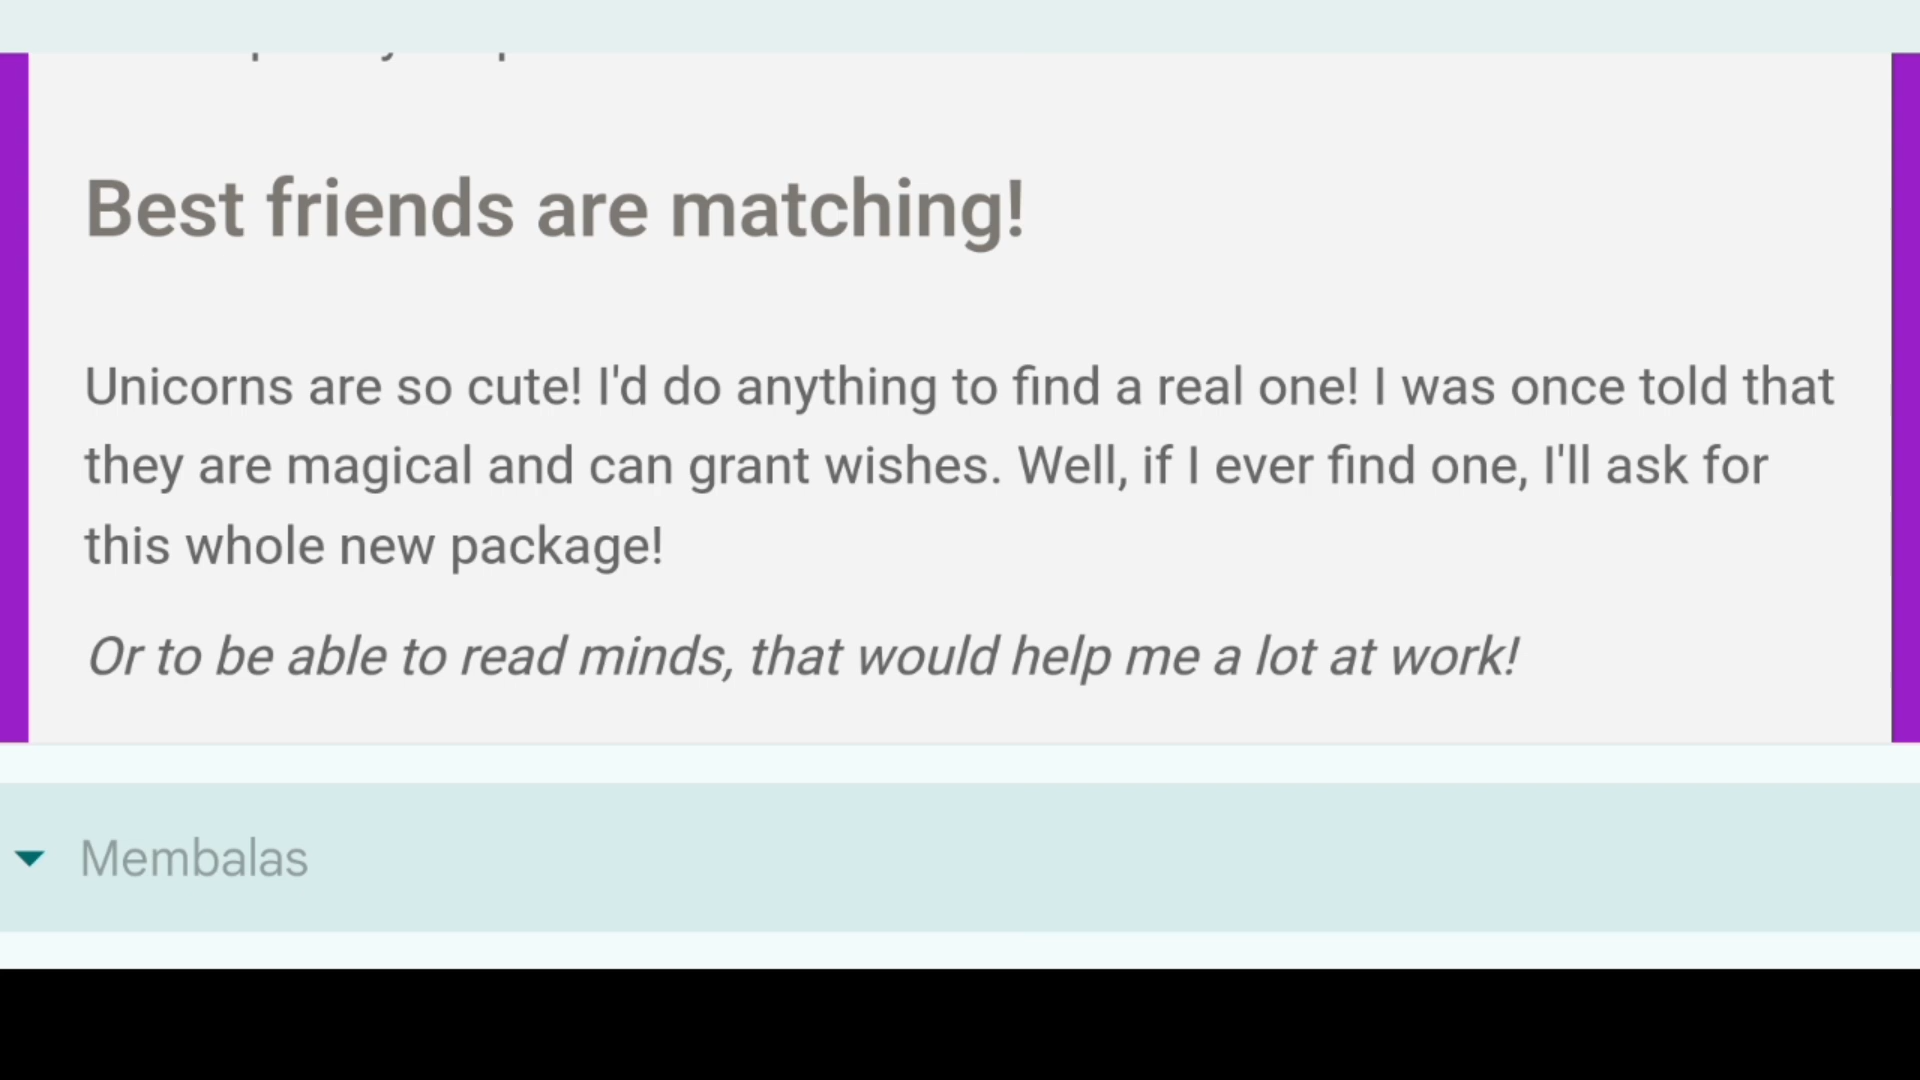 Best friends are matching!
Unicorns are so cute! I'd do anything to find a real one! I was once told that
they are magical and can grant wishes. Well, if I ever find one, I'll ask for
this whole new package!
Or to be able to read minds, that would help me a lot at work!
Membalas